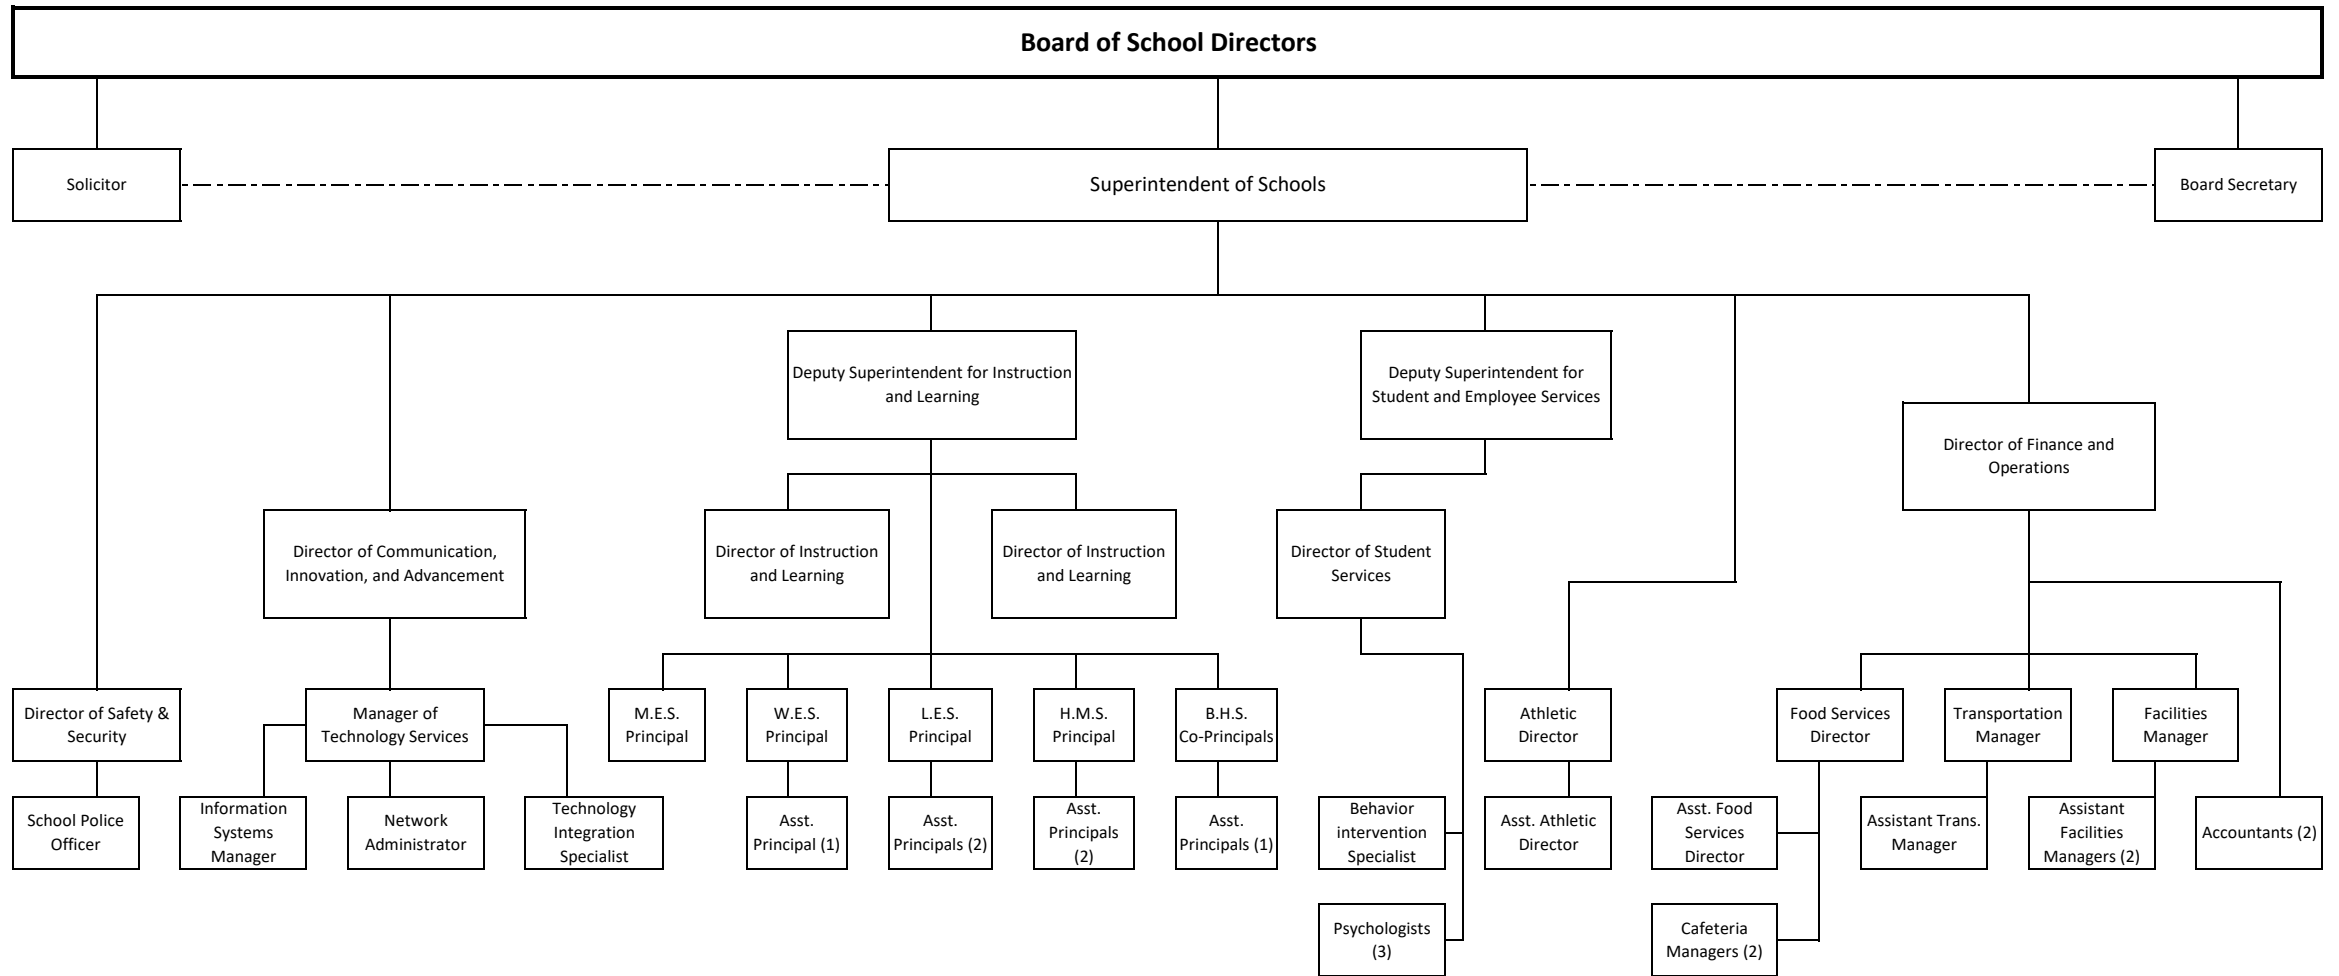 Board of School Directors
Solicitor
Superintendent of Schools
Board Secretary
Deputy Superintendent for Instruction
and Learning
Deputy Superintendent for
Student and Employee Services
Director of Finance and
Operations
Director of Communication,
Innovation, and Advancement
Director of Instruction
and Learning
Director of Instruction
and Learning
Director of Student
Services
Director of Safety &
Security
Manager of
Technology Services
M.E.S.
Principal
W.E.S.
Principal
L.E.S.
Principal
H.M.S.
Principal
B.H.S.
Co-Principals
Athletic
Director
Food Services
Director
Transportation
Manager
Facilities
Manager
School Police
Officer
Information
Systems
Manager
Network
Administrator
Technology
Integration
Specialist
Asst.
Principal (1)
Asst.
Principals (2)
Asst.
Principals
(2)
Asst.
Principals (1)
Behavior
intervention
Specialist
Asst. Athletic
Director
Asst. Food
Services
Director
Assistant Trans.
Manager
Assistant
Facilities
Managers (2)
Accountants (2)
Psychologists
(3)
Cafeteria
Managers (2)